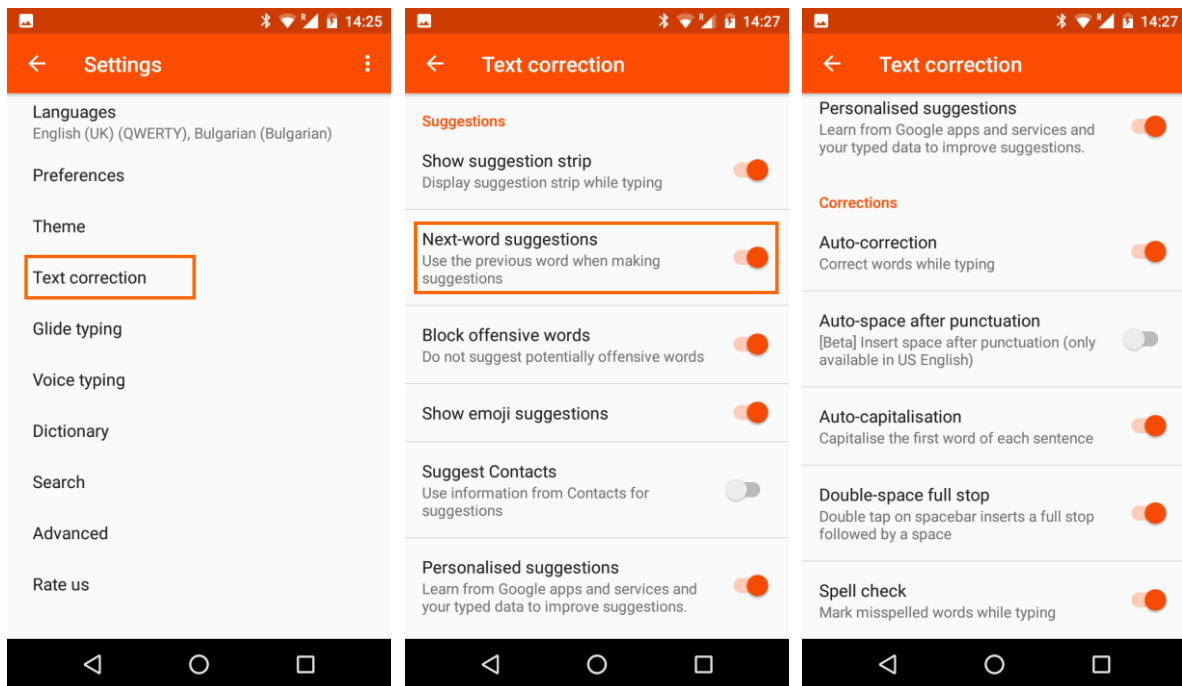 14:25
Settings
Languages
English (UK) (QWERTY), Bulgarian (Bulgarian)
Preferences
Theme
Text correction
Glide typing
Voice typing
Dictionary
Search
Advanced
Rate us
14:27
Text correction
Suggestions
Show suggestion strip
Display suggestion strip while typing
Next-word suggestions
Use the previous word when making
suggestions
Block offensive words
Do not suggest potentially offensive words
Show emoji suggestions
Suggest Contacts
Use information from Contacts for
suggestions
Personalised suggestions
Learn from Google apps and services and
your typed data to improve suggestions.
14:27
Text correction
Personalised suggestions
Learn from Google apps and services and
your typed data to improve suggestions.
Corrections
Auto-correction
Correct words while typing
Auto-space after punctuation
[Beta] Insert space after punctuation (only
available in US English)
Auto-capitalisation
Capitalise the first word of each sentence
Double-space full stop
Double tap on spacebar inserts a full stop
followed by a space
Spell check
Mark misspelled words while typing